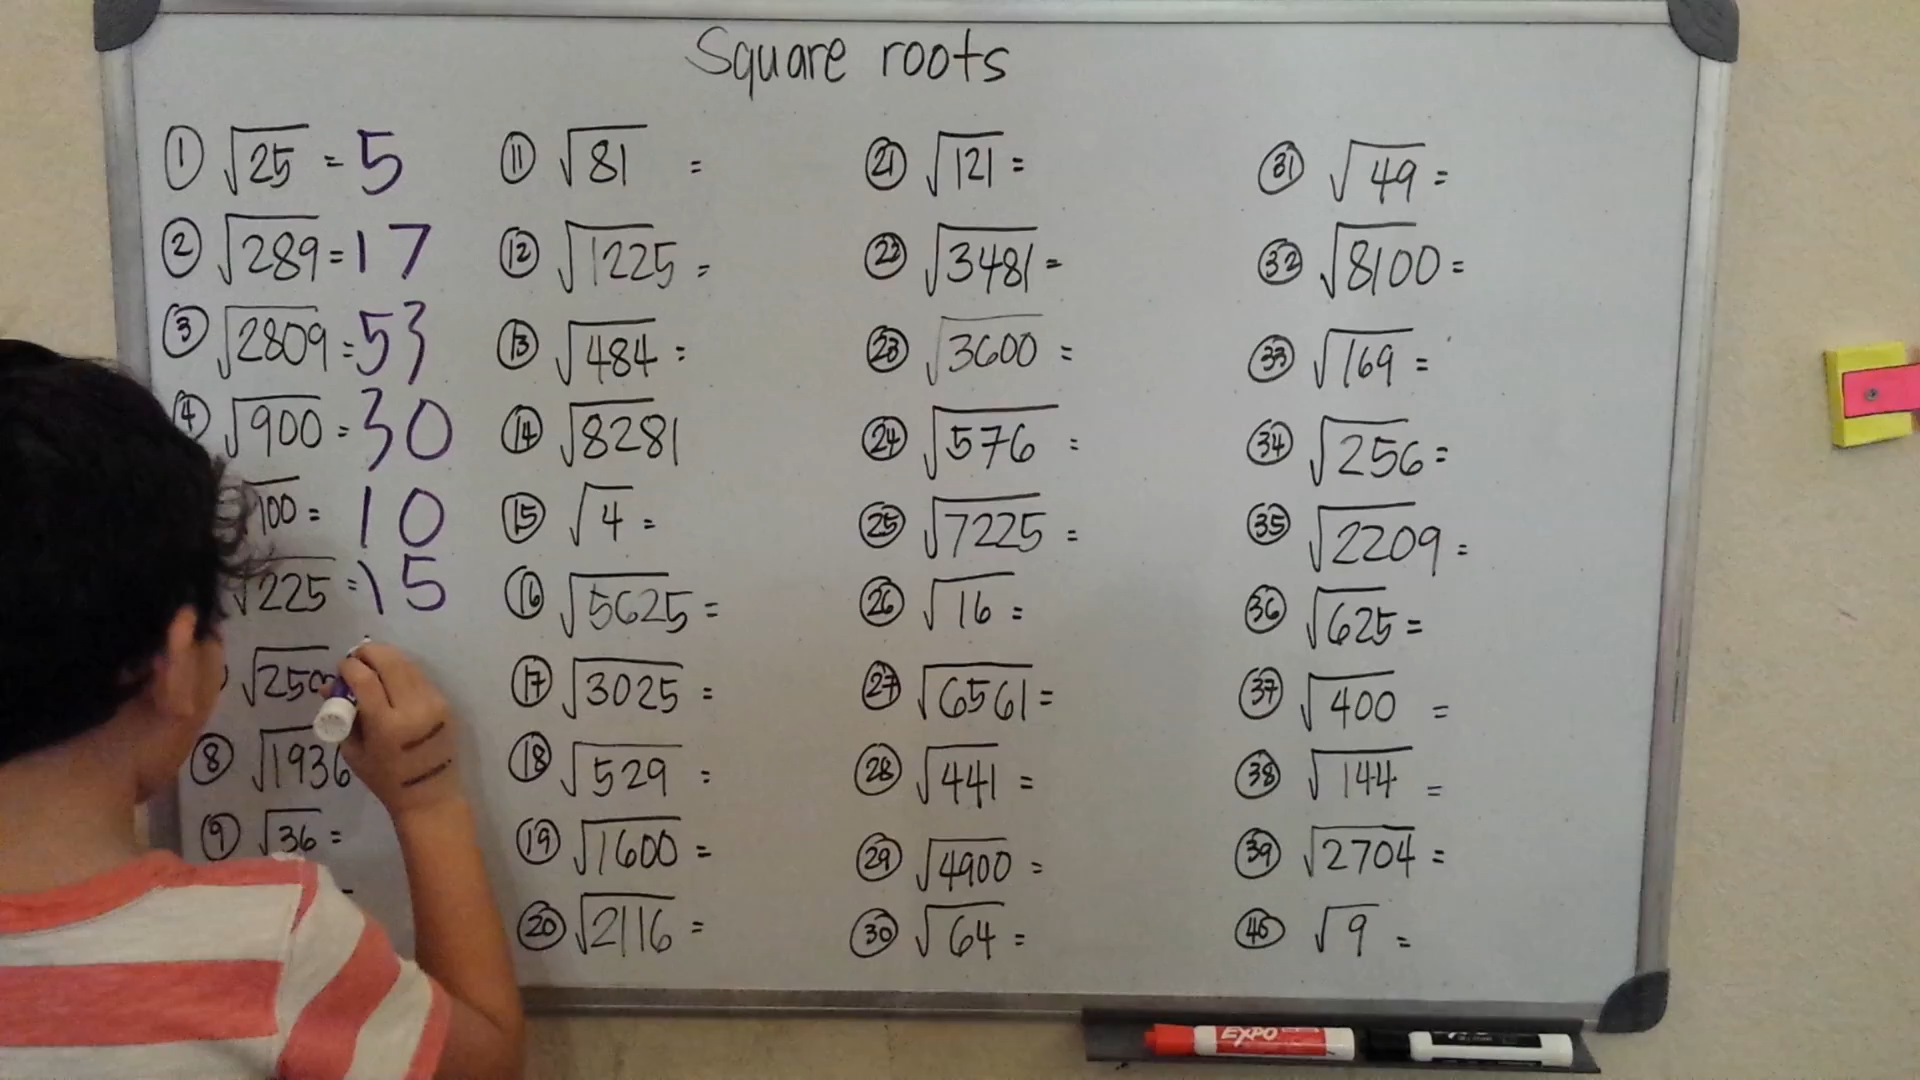 Square roots
① √25 = 5
② √289 = 17
③ √2809 = 53
④ √900 = 30
√100 = 10
√225 = 15
√250
⑧ √1936
⑨ √36 =
=
⑪ √81 =
⑫ √1225 =
⑬ √484 =
⑭ √8281
⑮ √4 =
⑯ √5625 =
⑰ √3025 =
⑱ √529 =
⑲ √1600 =
⑳ √2116 =
㉑ √121 =
㉒ √3481 =
㉓ √3600 =
㉔ √576 =
㉕ √7225 =
㉖ √16 =
㉗ √6561 =
㉘ √441 =
㉙ √4900 =
㉚ √64 =
㉛ √49 =
㉜ √8100 =
㉝ √169 =
㉞ √256 =
㉟ √2209 =
㊱ √625 =
㊲ √400 =
㊳ √144 =
㊴ √2704 =
㊵ √9 =
EXPO